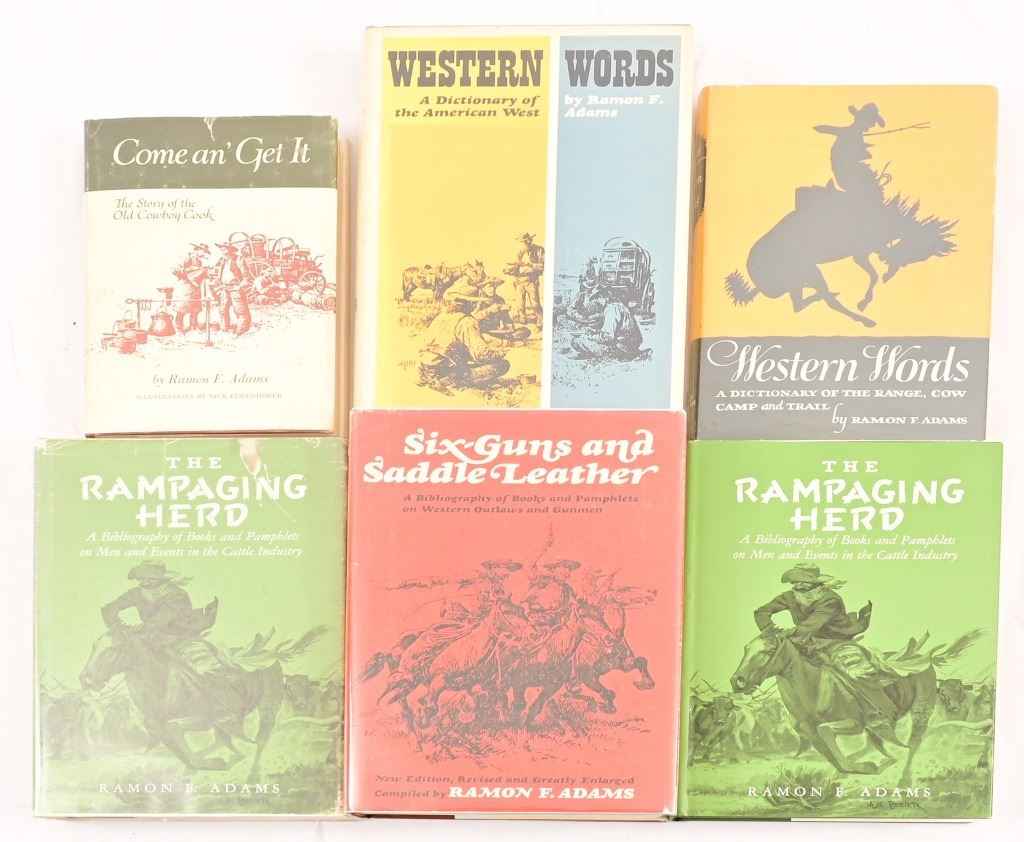 Come an' Get It
The Story of the
Old Cowboy Cook
by Ramon F. Adams
ILLUSTRATIONS BY NICK EGGENHOFER
WESTERN WORDS
A Dictionary of
the American West
by Ramon F.
Adams
Western Words
A DICTIONARY OF THE RANGE, COW
CAMP and TRAIL by RAMON F. ADAMS
THE
RAMPAGING
HERD
A Bibliography of Books and Pamphlets
on Men and Events in the Cattle Industry
RAMON F. ADAMS
Six-Guns and
Saddle Leather
A Bibliography of Books and Pamphlets
on Western Outlaws and Gunmen
New Edition, Revised and Greatly Enlarged
Compiled by RAMON F. ADAMS
THE
RAMPAGING
HERD
A Bibliography of Books and Pamphlets
on Men and Events in the Cattle Industry
RAMON F. ADAMS